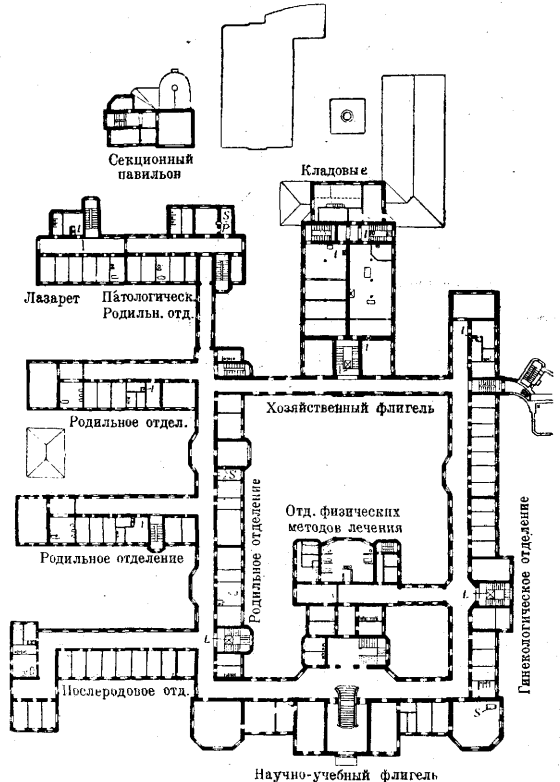 Секционный
павильон
Кладовые
Лазарет
Патологическ.
Родильн. отд.
Хозяйственный флигель
Родильное отдел.
Отд. физических
методов лечения
Родильное отделение
Родильное отделение
Гинекологическое отделение
Послеродовое отд.
Научно-учебный флигель